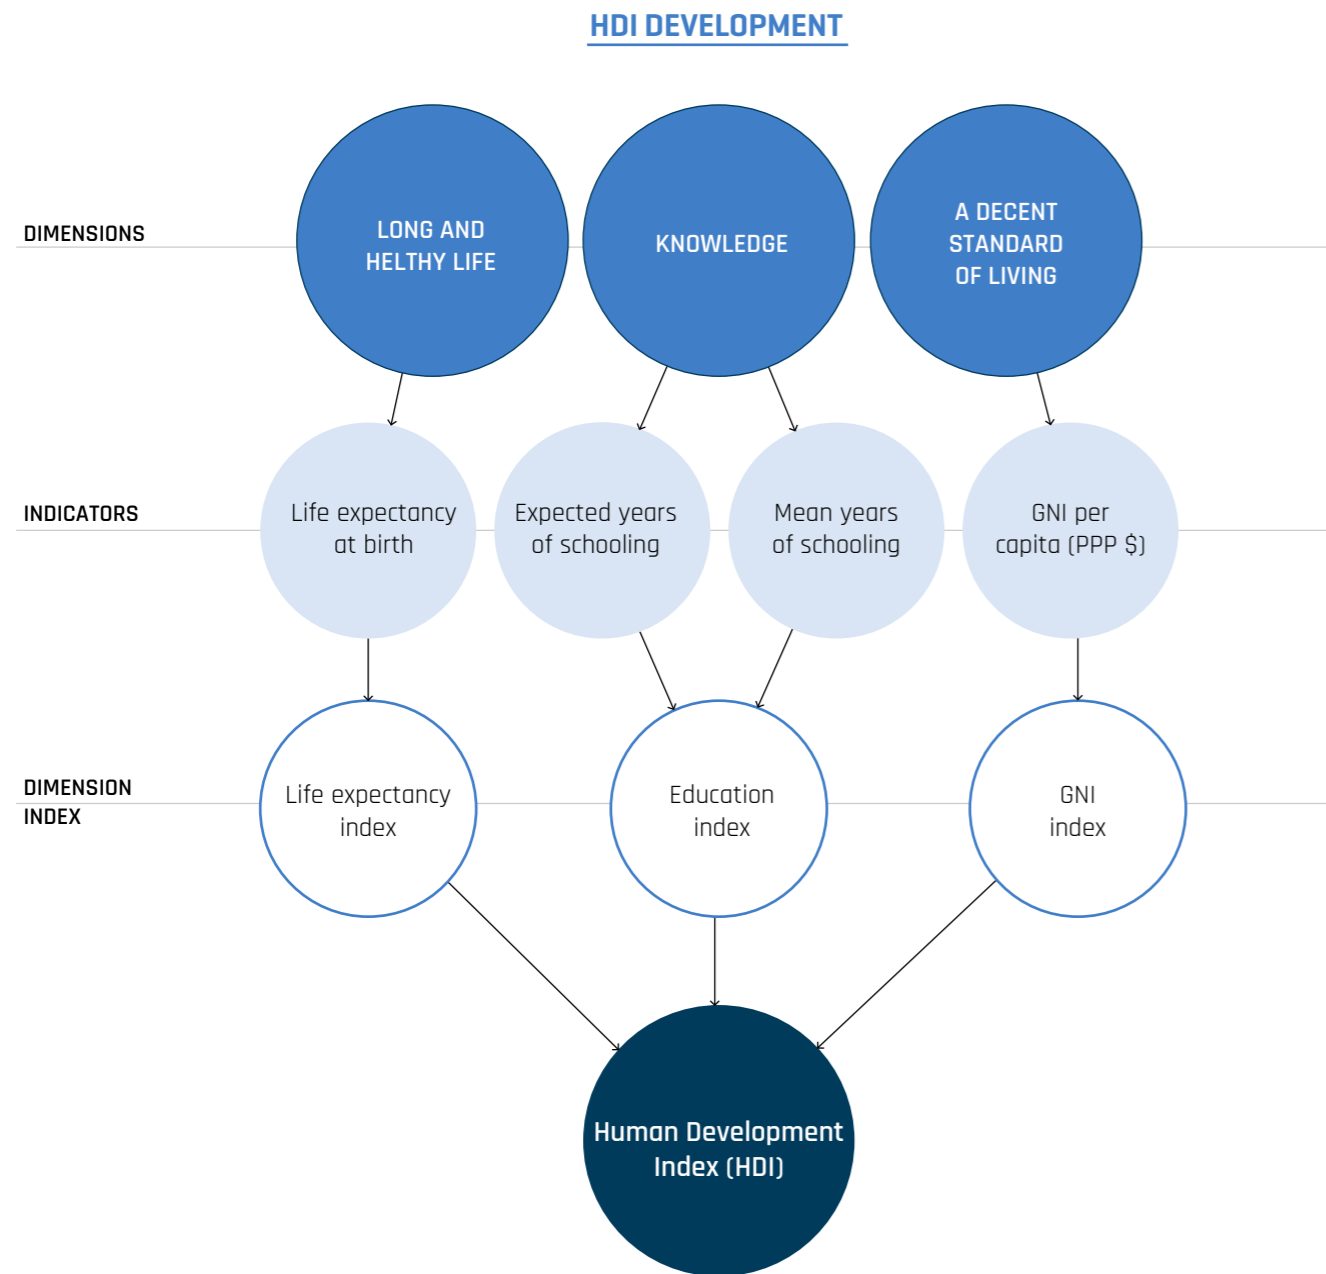 HDI DEVELOPMENT
DIMENSIONS
LONG AND
HELTHY LIFE
KNOWLEDGE
A DECENT
STANDARD
OF LIVING
INDICATORS
Life expectancy
at birth
Expected years
of schooling
Mean years
of schooling
GNI per
capita (PPP $)
DIMENSION
INDEX
Life expectancy
index
Education
index
GNI
index
Human Development
Index (HDI)